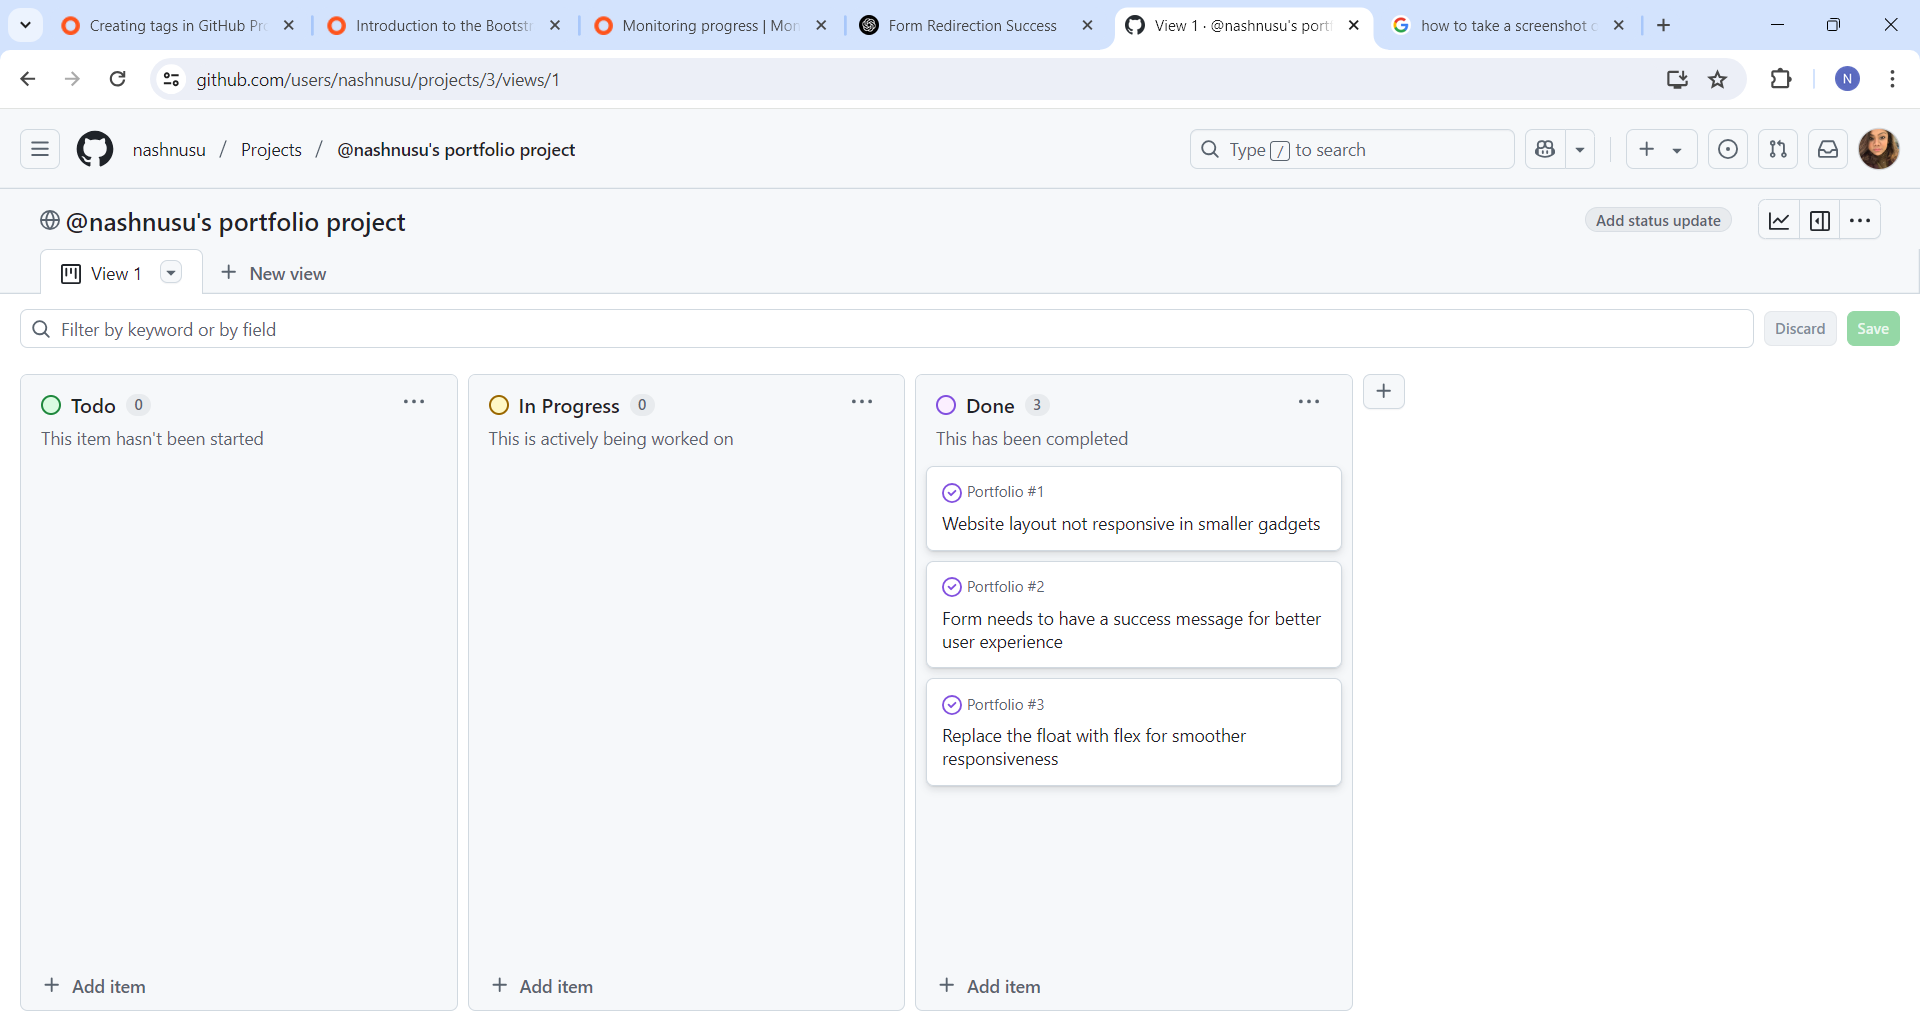 Creating tags in GitHub Pr
Introduction to the Bootstr
Monitoring progress | Mon
Form Redirection Success
View 1 · @nashnusu's port
how to take a screenshot o
github.com/users/nashnusu/projects/3/views/1
N
nashnusu / Projects / @nashnusu's portfolio project
Type / to search
@nashnusu's portfolio project
Add status update
View 1
New view
Filter by keyword or by field
Discard
Save
Todo 0
This item hasn't been started
Add item
In Progress 0
This is actively being worked on
Add item
Done 3
This has been completed
Portfolio #1
Website layout not responsive in smaller gadgets
Portfolio #2
Form needs to have a success message for better
user experience
Portfolio #3
Replace the float with flex for smoother
responsiveness
Add item